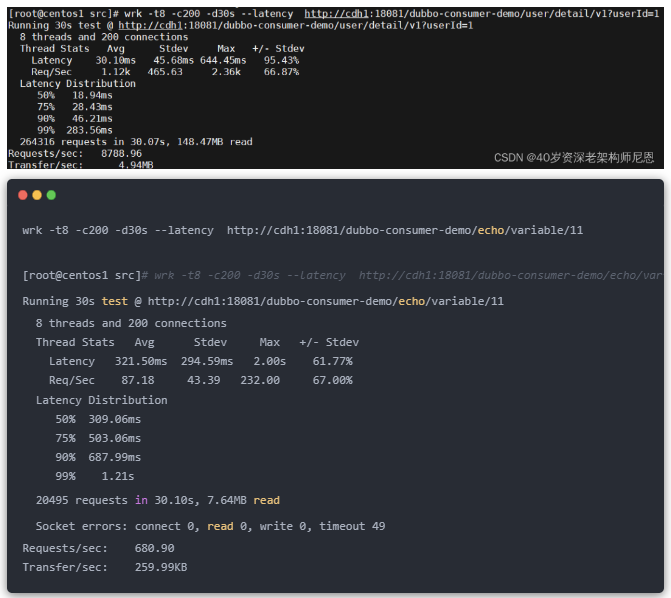 [root@centos1 src]# wrk -t8 -c200 -d30s --latency  http://cdh1:18081/dubbo-consumer-demo/user/detail/v1?userId=1
Running 30s test @ http://cdh1:18081/dubbo-consumer-demo/user/detail/v1?userId=1
  8 threads and 200 connections
  Thread Stats   Avg      Stdev     Max   +/- Stdev
    Latency    30.10ms   45.68ms 644.45ms   95.43%
    Req/Sec     1.12k   465.63     2.36k    66.87%
  Latency Distribution
     50%   18.94ms
     75%   28.43ms
     90%   46.21ms
     99%  283.56ms
  264316 requests in 30.07s, 148.47MB read
Requests/sec:   8788.96
Transfer/sec:      4.94MB
CSDN @40岁资深老架构师尼恩
wrk -t8 -c200 -d30s --latency  http://cdh1:18081/dubbo-consumer-demo/echo/variable/11
[root@centos1 src]# wrk -t8 -c200 -d30s --latency  http://cdh1:18081/dubbo-consumer-demo/echo/var
Running 30s test @ http://cdh1:18081/dubbo-consumer-demo/echo/variable/11
  8 threads and 200 connections
  Thread Stats   Avg      Stdev     Max   +/- Stdev
    Latency   321.50ms  294.59ms   2.00s    61.77%
    Req/Sec    87.18     43.39   232.00     67.00%
  Latency Distribution
     50%  309.06ms
     75%  503.06ms
     90%  687.99ms
     99%    1.21s
  20495 requests in 30.10s, 7.64MB read
  Socket errors: connect 0, read 0, write 0, timeout 49
Requests/sec:    680.90
Transfer/sec:    259.99KB